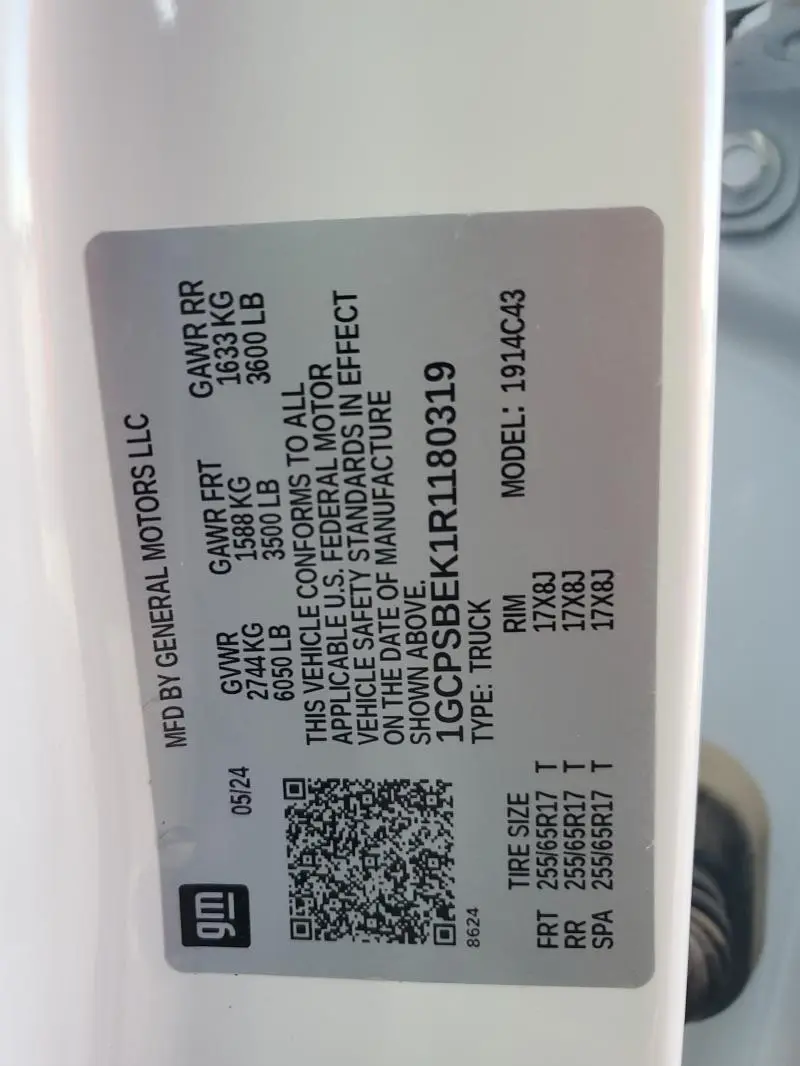 gm
MFD BY GENERAL MOTORS LLC
05/24
GVWR GAWR FRT GAWR RR
2744 KG 1588 KG 1633 KG
6050 LB 3500 LB 3600 LB
THIS VEHICLE CONFORMS TO ALL
APPLICABLE U.S. FEDERAL MOTOR
VEHICLE SAFETY STANDARDS IN EFFECT
ON THE DATE OF MANUFACTURE
SHOWN ABOVE.
1GCPSBEK1R1180319
TYPE: TRUCK
8624
MODEL: 1914C43
TIRE SIZE RIM
FRT 255/65R17 T 17X8J
RR 255/65R17 T 17X8J
SPA 255/65R17 T 17X8J